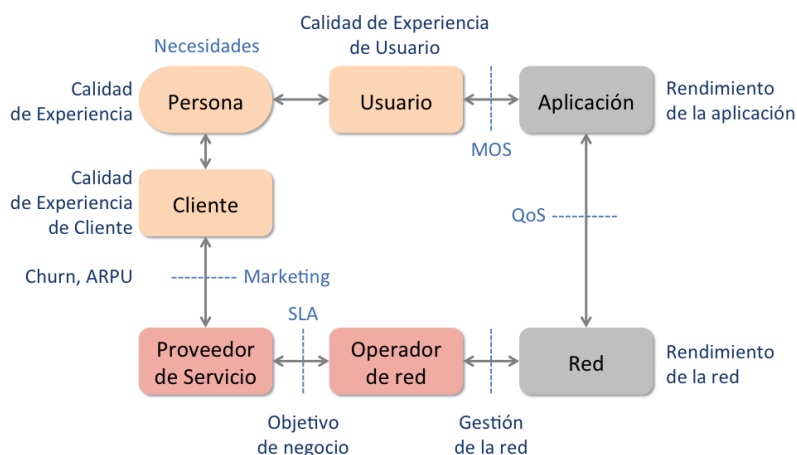 Calidad de Experiencia
de Usuario
Necesidades
Calidad
de Experiencia
Persona
Usuario
Aplicación
Rendimiento
de la aplicación
MOS
Calidad
de Experiencia
de Cliente
Cliente
QoS
Churn, ARPU
Marketing
SLA
Proveedor
de Servicio
Operador
de red
Red
Rendimiento
de la red
Objetivo
de negocio
Gestión
de la red